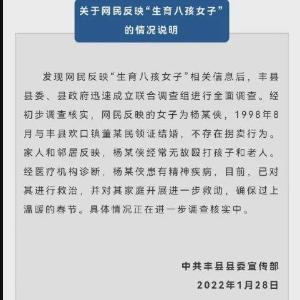 关于网民反映“生育八孩女子”
的情况说明
发现网民反映“生育八孩女子”相关信息后，丰县
县委、县政府迅速成立联合调查组进行全面调查。经
初步调查核实，网民反映的女子为杨某侠，1998年8
月与丰县欢口镇董某民领证结婚，不存在拐卖行为。
家人和邻居反映，杨某侠经常无故殴打孩子和老人。
经医疗机构诊断，杨某侠患有精神疾病，目前，已对
其进行救治，并对其家庭开展进一步救助，确保过上
温暖的春节。具体情况正在进一步调查核实中。
中共丰县县委宣传部
2022年1月28日